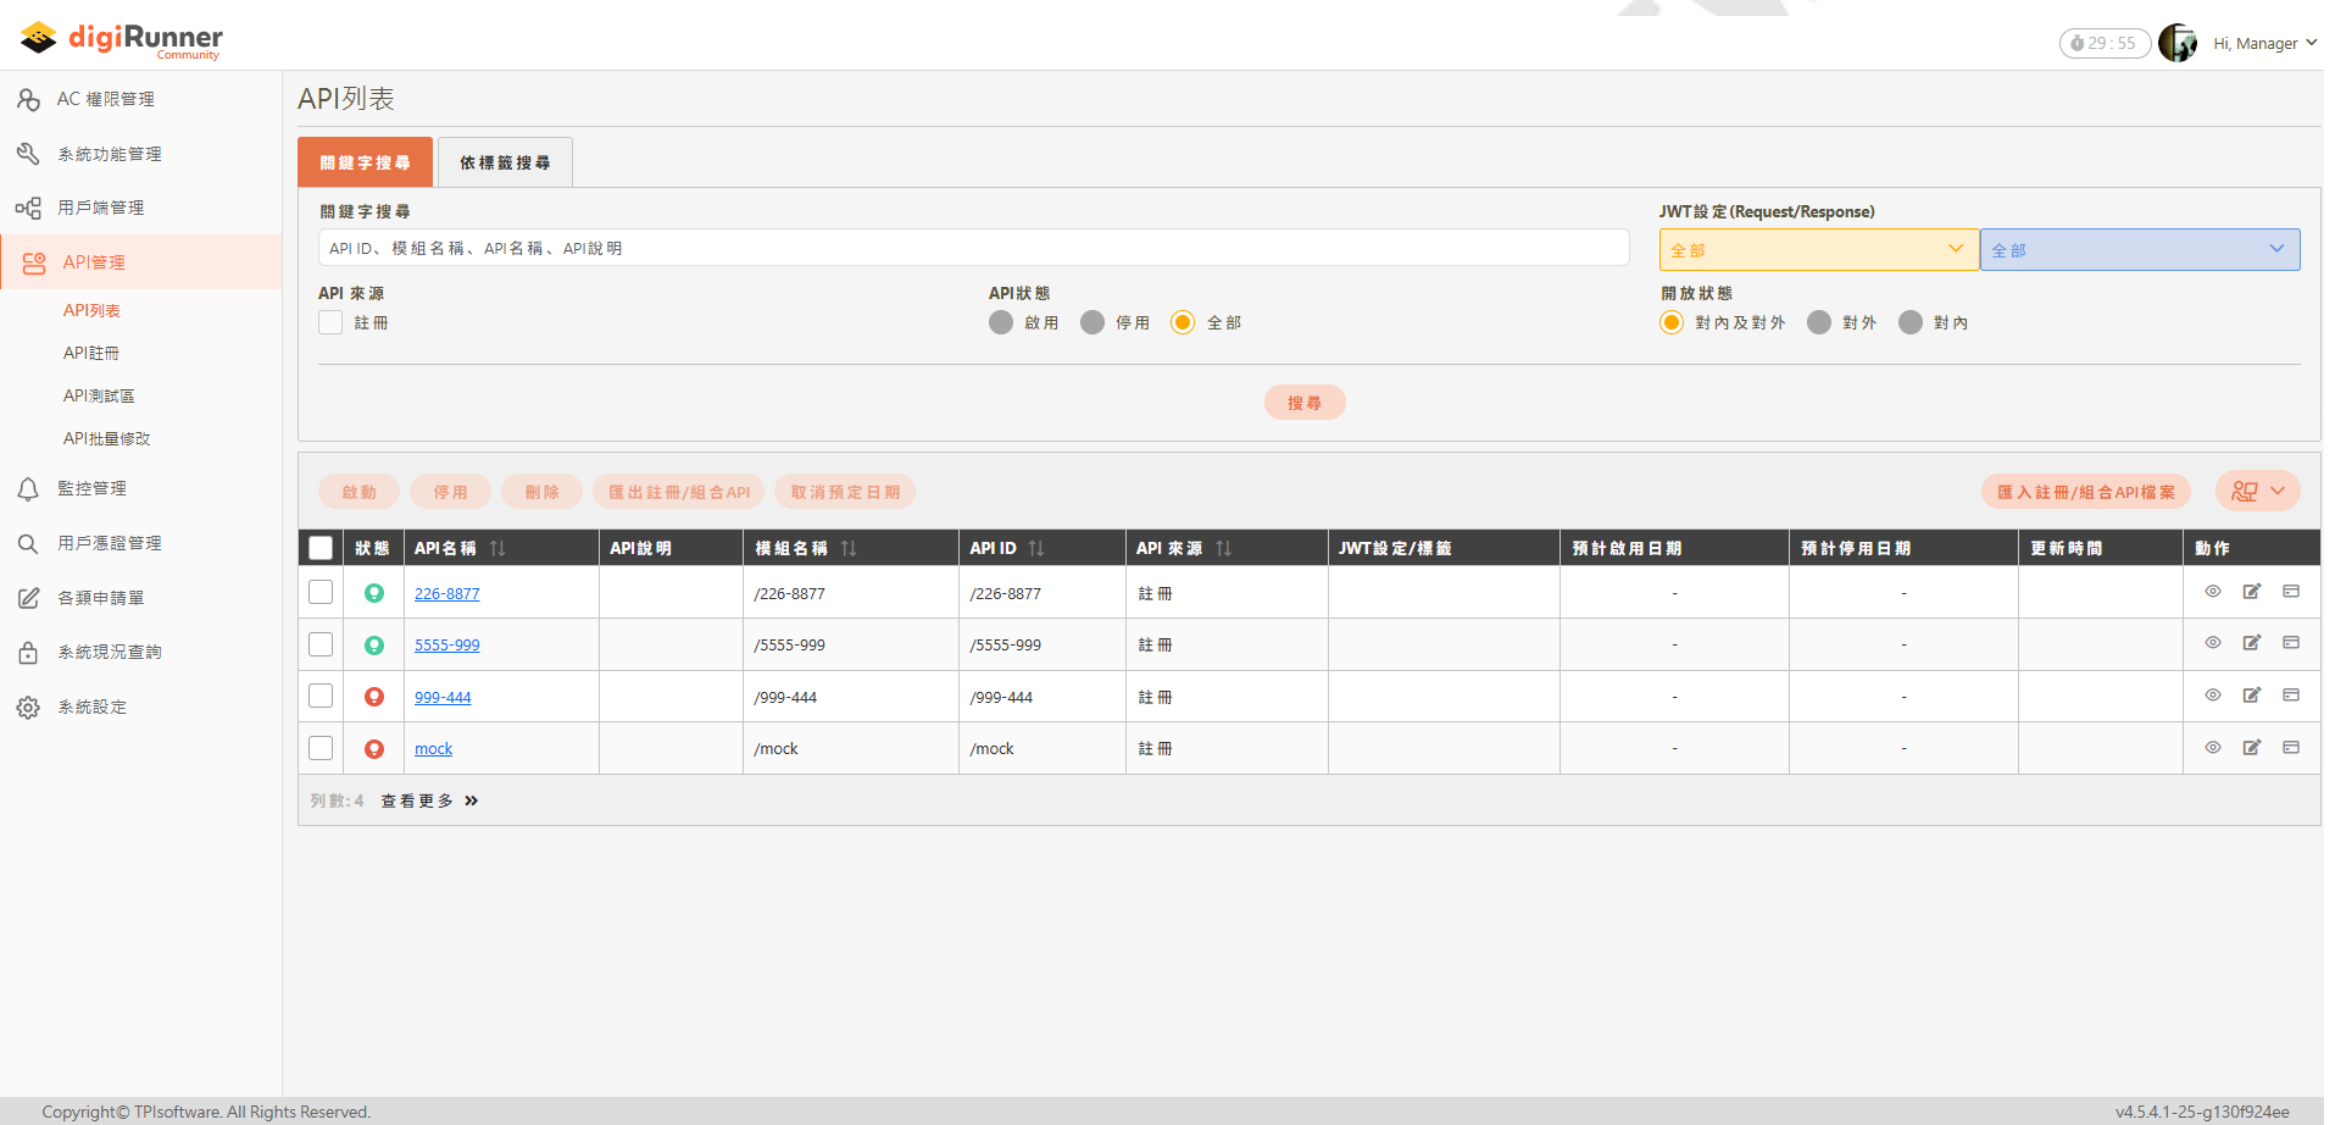 digiRunner
Community
29 : 55
Hi, Manager
AC 權限管理
系統功能管理
用戶端管理
API管理
API列表
API註冊
API測試區
API批量修改
監控管理
用戶憑證管理
各類申請單
系統現況查詢
系統設定
API列表
關鍵字搜尋 依標籤搜尋
關鍵字搜尋 JWT設定(Request/Response)
API ID、模組名稱、API名稱、API說明 全部 全部
API 來源 API狀態 開放狀態
註冊 啟用 停用 全部 對內及對外 對外 對內
搜尋
啟動 停用 刪除 匯出註冊/組合API 取消預定日期 匯入註冊/組合API檔案
狀態 API名稱 API說明 模組名稱 API ID API 來源 JWT設定/標籤 預計啟用日期 預計停用日期 更新時間 動作
226-8877 /226-8877 /226-8877 註冊 - -
5555-999 /5555-999 /5555-999 註冊 - -
999-444 /999-444 /999-444 註冊 - -
mock /mock /mock 註冊 - -
列數: 4 查看更多 »
Copyright© TPIsoftware. All Rights Reserved. v4.5.4.1-25-g130f924ee